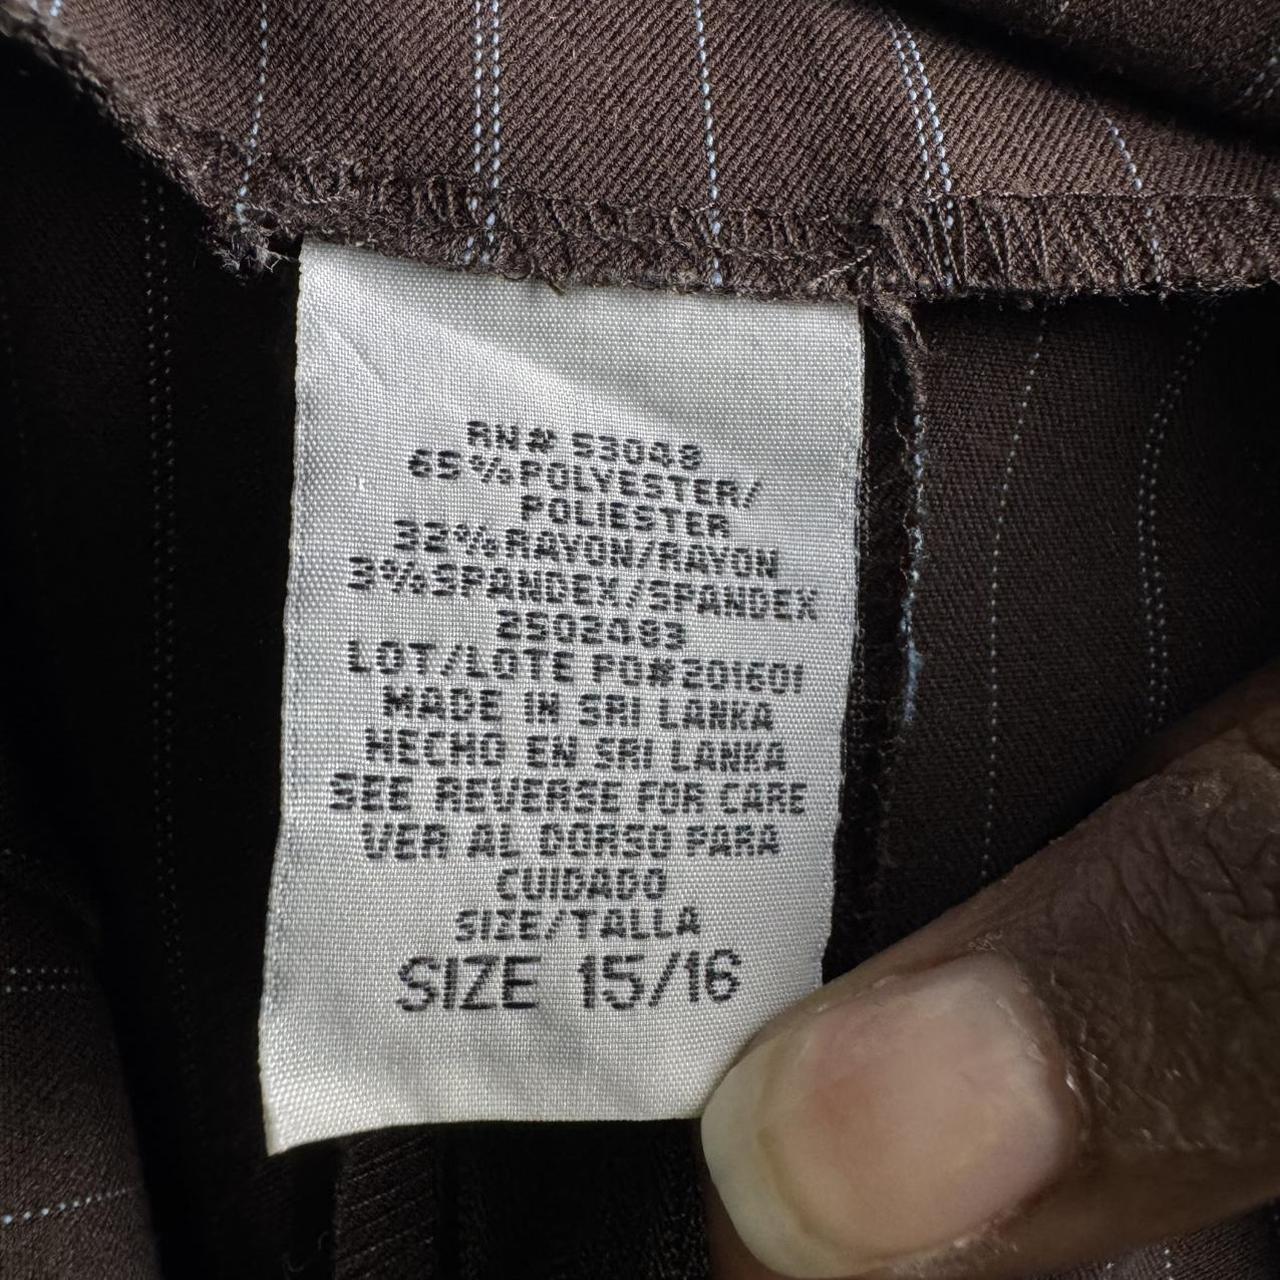 RN# 53048
65%POLYESTER/
POLIESTER
32%RAYON/RAYON
3%SPANDEX/SPANDEX
2502483
LOT/LOTE PO#201601
MADE IN SRI LANKA
HECHO EN SRI LANKA
SEE REVERSE FOR CARE
VER AL DORSO PARA
CUIDADO
SIZE/TALLA
SIZE 15/16